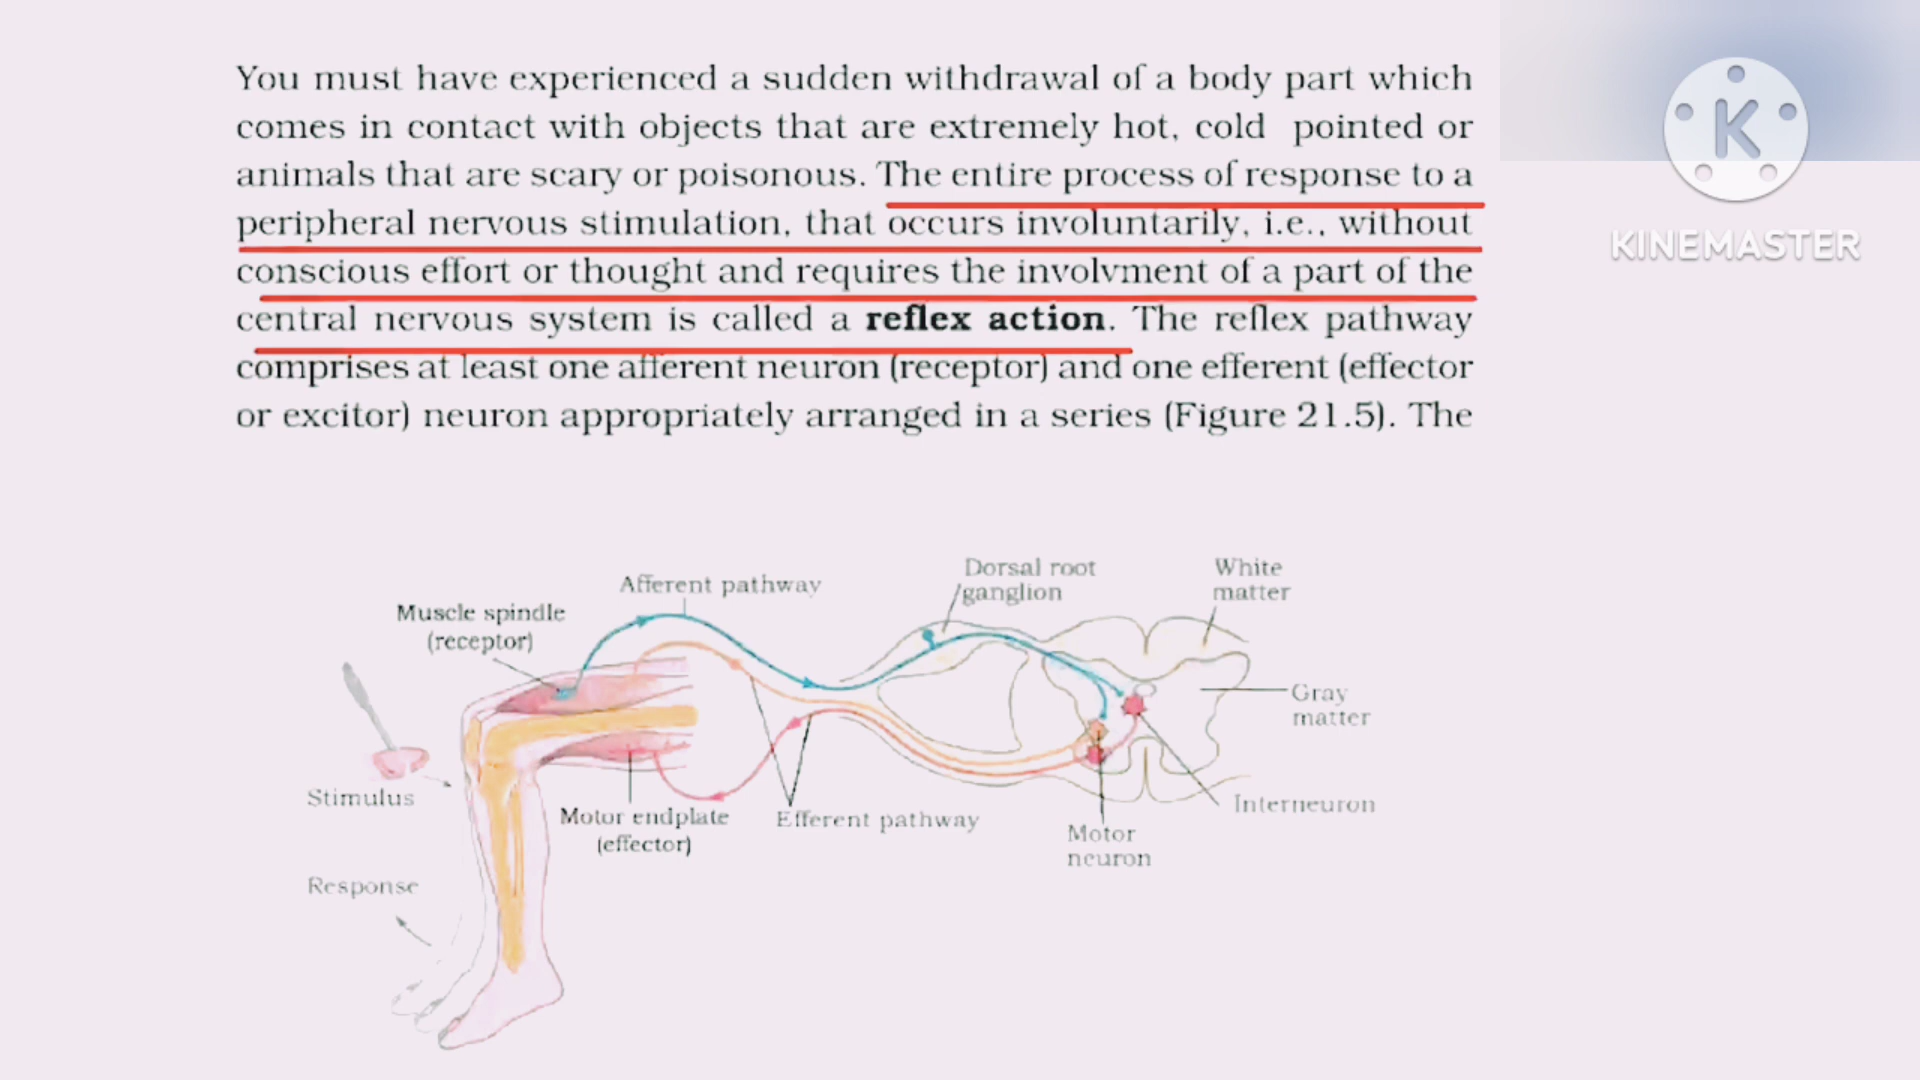 You must have experienced a sudden withdrawal of a body part which
comes in contact with objects that are extremely hot, cold pointed or
animals that are scary or poisonous. The entire process of response to a
peripheral nervous stimulation, that occurs involuntarily, i.e., without
conscious effort or thought and requires the involvment of a part of the
central nervous system is called a reflex action. The reflex pathway
comprises at least one afferent neuron (receptor) and one efferent (effector
or excitor) neuron appropriately arranged in a series (Figure 21.5). The
K
KINEMASTER
Afferent pathway
Dorsal root
ganglion
White
matter
Muscle spindle
(receptor)
Gray
matter
Stimulus
Motor endplate
(effector)
Efferent pathway
Interneuron
Motor
neuron
Response